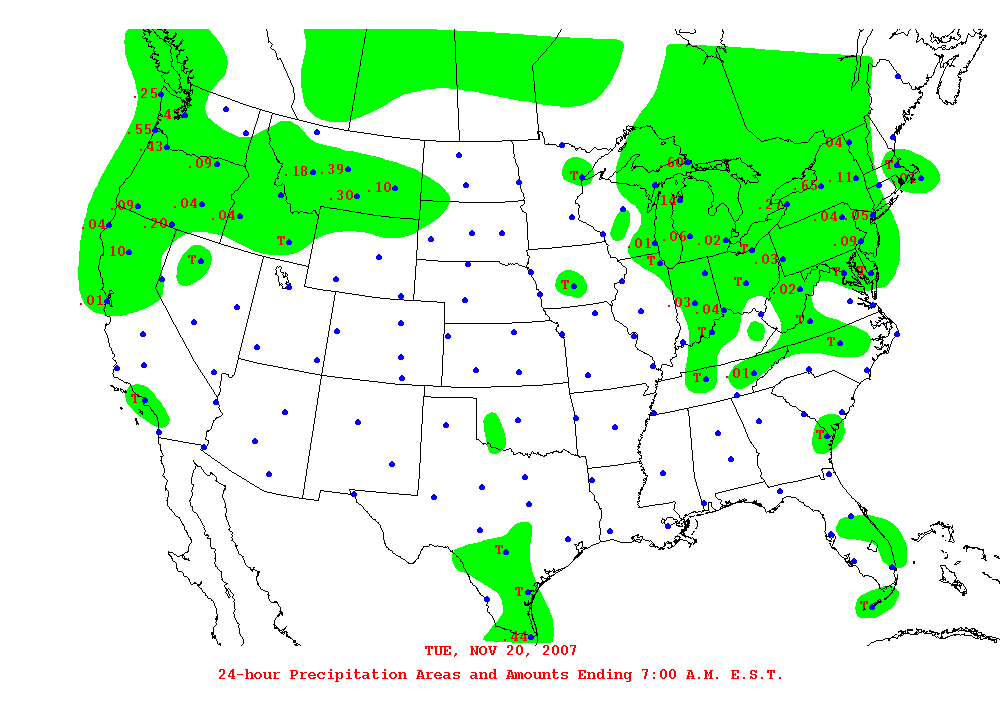 .25
.55
.43
.09
.18 .39
.30 .10
.60
T
.14
.04
.65 .11
T
.27
.04 .05
.09
.04
.20
.04
.04
.10
T
T
.01
.01 .06 .02
T
T
.03
.09
T
.02
T
.03 .04
T
T
T
T
.01
T
T
T
T
T
.44
TUE, NOV 20, 2007
24-hour Precipitation Areas and Amounts Ending 7:00 A.M. E.S.T.